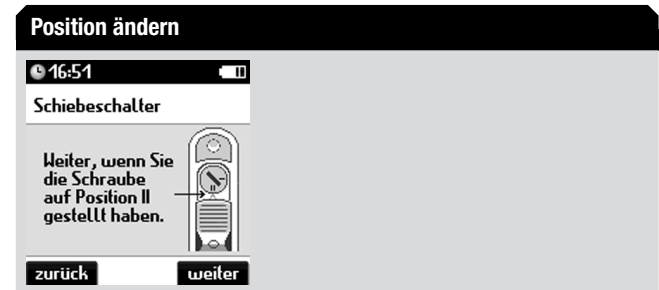 Position ändern
16:51
Schiebeschalter
Weiter, wenn Sie
die Schraube
auf Position II
gestellt haben.
zurück weiter